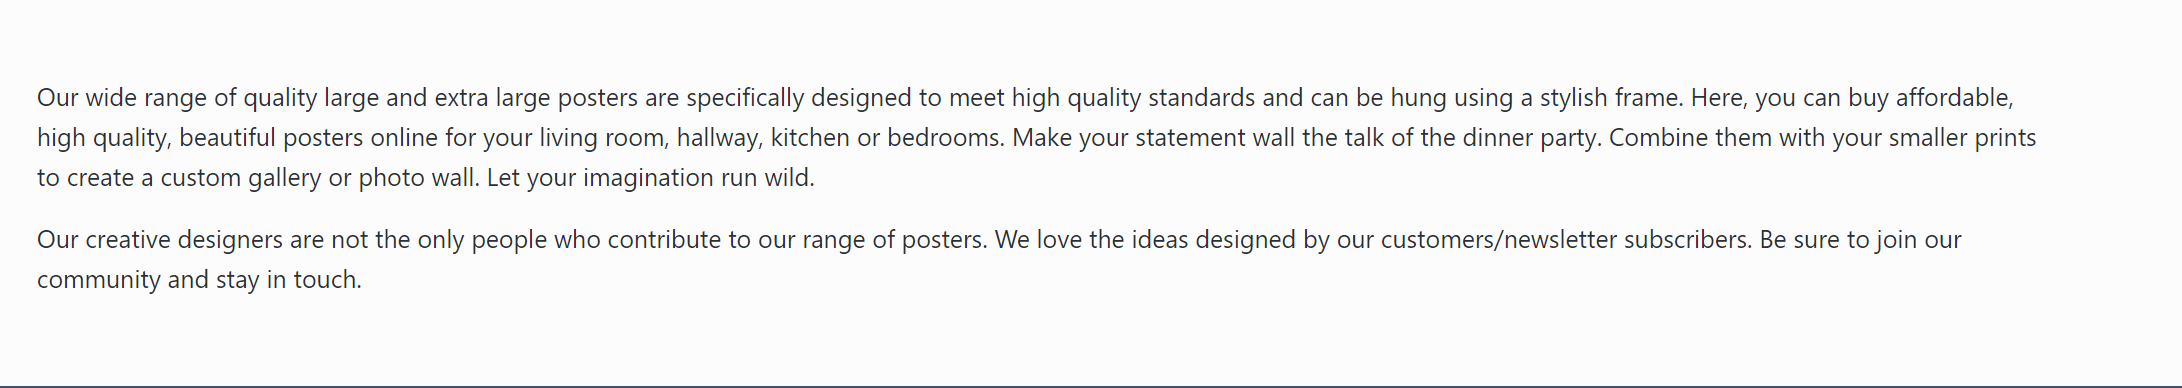 Our wide range of quality large and extra large posters are specifically designed to meet high quality standards and can be hung using a stylish frame. Here, you can buy affordable,
high quality, beautiful posters online for your living room, hallway, kitchen or bedrooms. Make your statement wall the talk of the dinner party. Combine them with your smaller prints
to create a custom gallery or photo wall. Let your imagination run wild.
Our creative designers are not the only people who contribute to our range of posters. We love the ideas designed by our customers/newsletter subscribers. Be sure to join our
community and stay in touch.